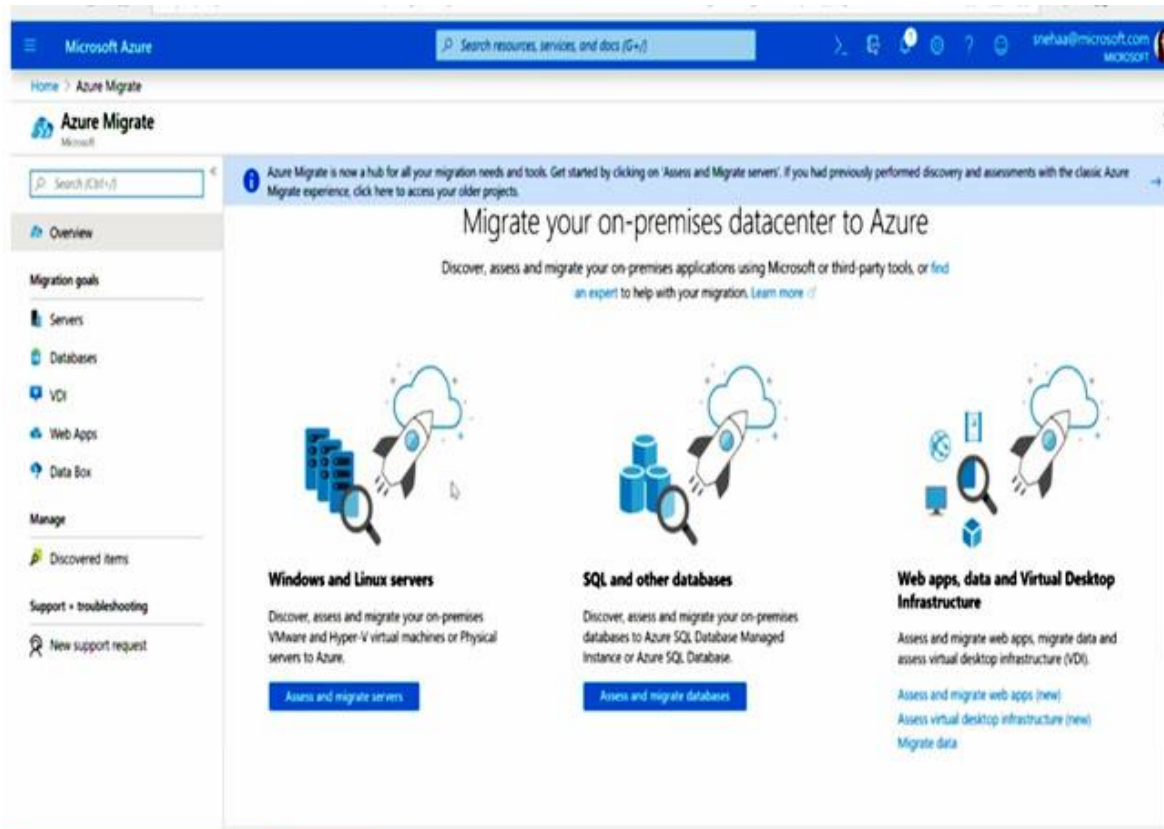 Microsoft Azure
Search resources, services, and docs (G+/)
1
snehaa@microsoft.com
MICROSOFT
Home > Azure Migrate
Azure Migrate
Microsoft
Search (Ctrl+/)
«
Azure Migrate is now a hub for all your migration needs and tools. Get started by clicking on 'Assess and Migrate servers'. If you had previously performed discovery and assessments with the classic Azure
Migrate experience, click here to access your older projects.
Overview
Migration goals
Servers
Databases
VDI
Web Apps
Data Box
Manage
Discovered items
Support + troubleshooting
New support request
Migrate your on-premises datacenter to Azure
Discover, assess and migrate your on-premises applications using Microsoft or third-party tools, or find
an expert to help with your migration. Learn more
Windows and Linux servers
Discover, assess and migrate your on-premises
VMware and Hyper-V virtual machines or Physical
servers to Azure.
Assess and migrate servers
SQL and other databases
Discover, assess and migrate your on-premises
databases to Azure SQL Database Managed
Instance or Azure SQL Database.
Assess and migrate databases
Web apps, data and Virtual Desktop
Infrastructure
Assess and migrate web apps, migrate data and
assess virtual desktop infrastructure (VDI).
Assess and migrate web apps (new)
Assess virtual desktop infrastructure (new)
Migrate data